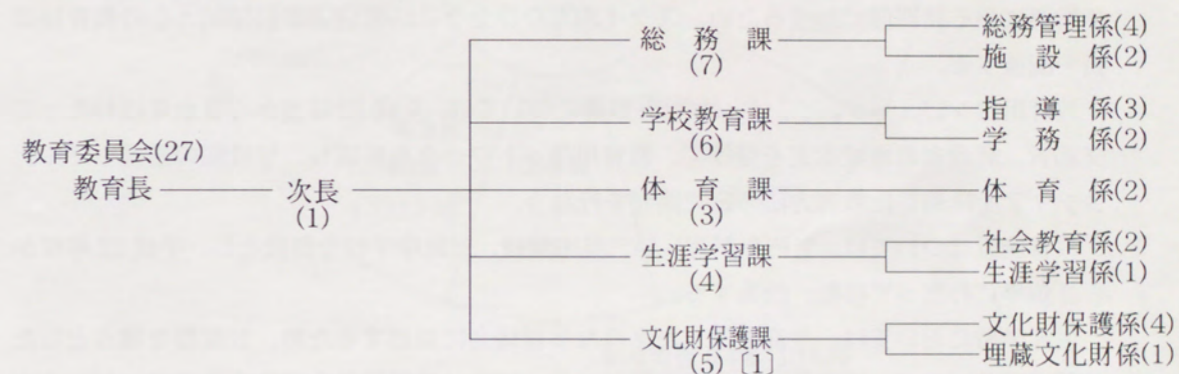 教育委員会(27)
教育長
次長
(1)
総務課
(7)
総務管理係(4)
施設係(2)
学校教育課
(6)
指導係(3)
学務係(2)
体育課
(3)
体育係(2)
生涯学習課
(4)
社会教育係(2)
生涯学習係(1)
文化財保護課
(5)〔1〕
文化財保護係(4)
埋蔵文化財係(1)